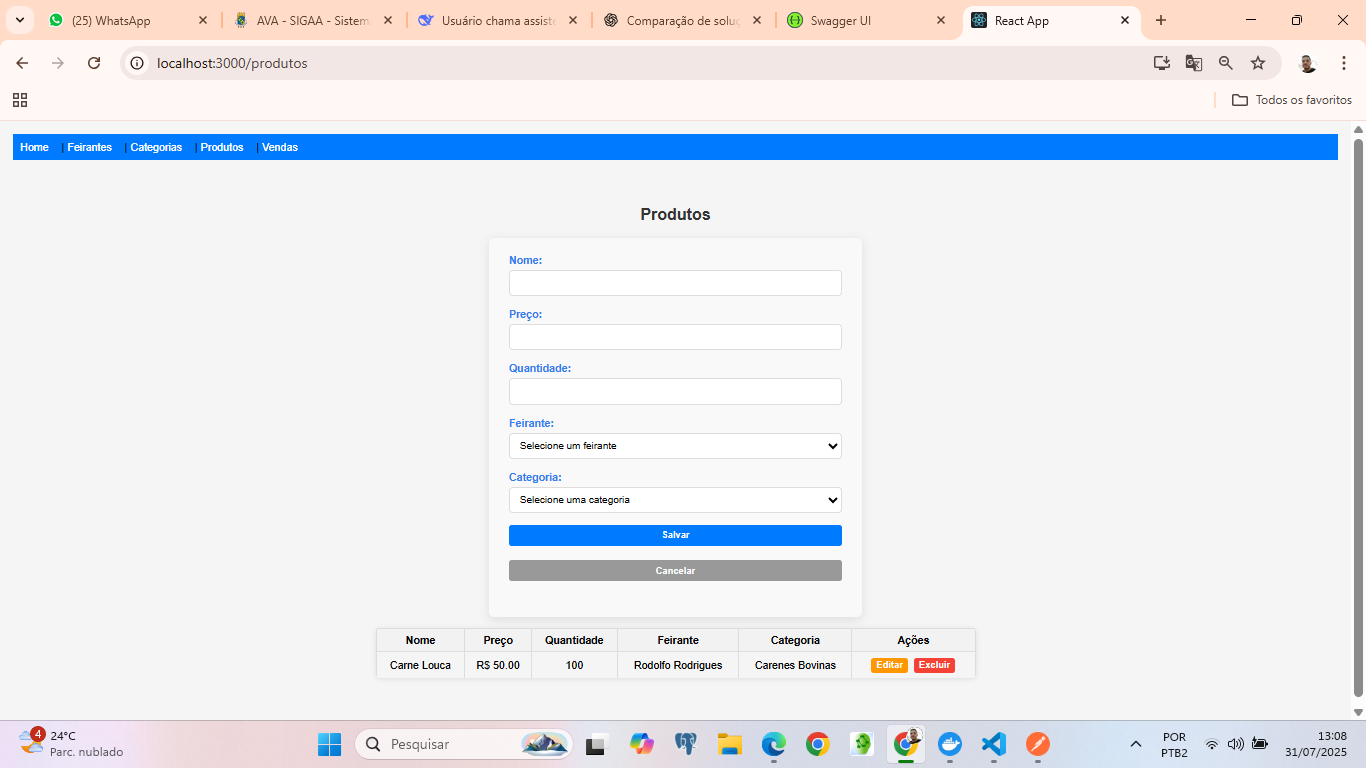 (25) WhatsApp
AVA - SIGAA - Sistem
Usuário chama assist
Comparação de solu
Swagger UI
React App
localhost:3000/produtos
Todos os favoritos
Home | Feirantes | Categorias | Produtos | Vendas
Produtos
Nome:
Preço:
Quantidade:
Feirante:
Selecione um feirante
Categoria:
Selecione uma categoria
Salvar
Cancelar
Nome Preço Quantidade Feirante Categoria Ações
Carne Louca R$ 50.00 100 Rodolfo Rodrigues Carenes Bovinas Editar Excluir
4
24°C
Parc. nublado
Pesquisar
POR
PTB2
13:08
31/07/2025